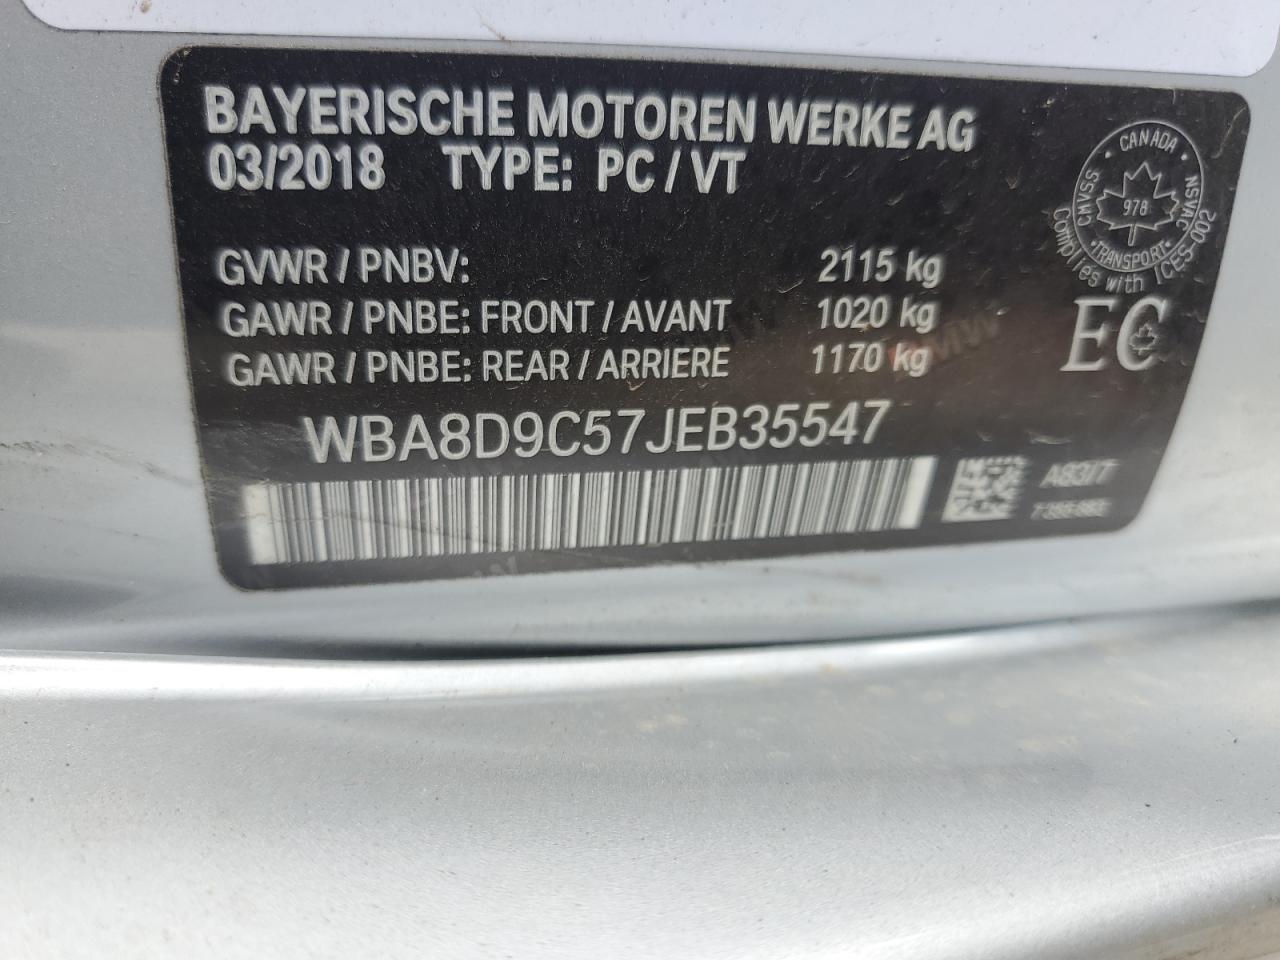 BAYERISCHE MOTOREN WERKE AG
03/2018 TYPE: PC / VT
GVWR / PNBV: 2115 kg
GAWR / PNBE: FRONT / AVANT 1020 kg
GAWR / PNBE: REAR / ARRIERE 1170 kg
WBA8D9C57JEB35547
CANADA
CMVSS
NSVAC
978
TRANSPORT
Complies with ICES-002
EC
BMW